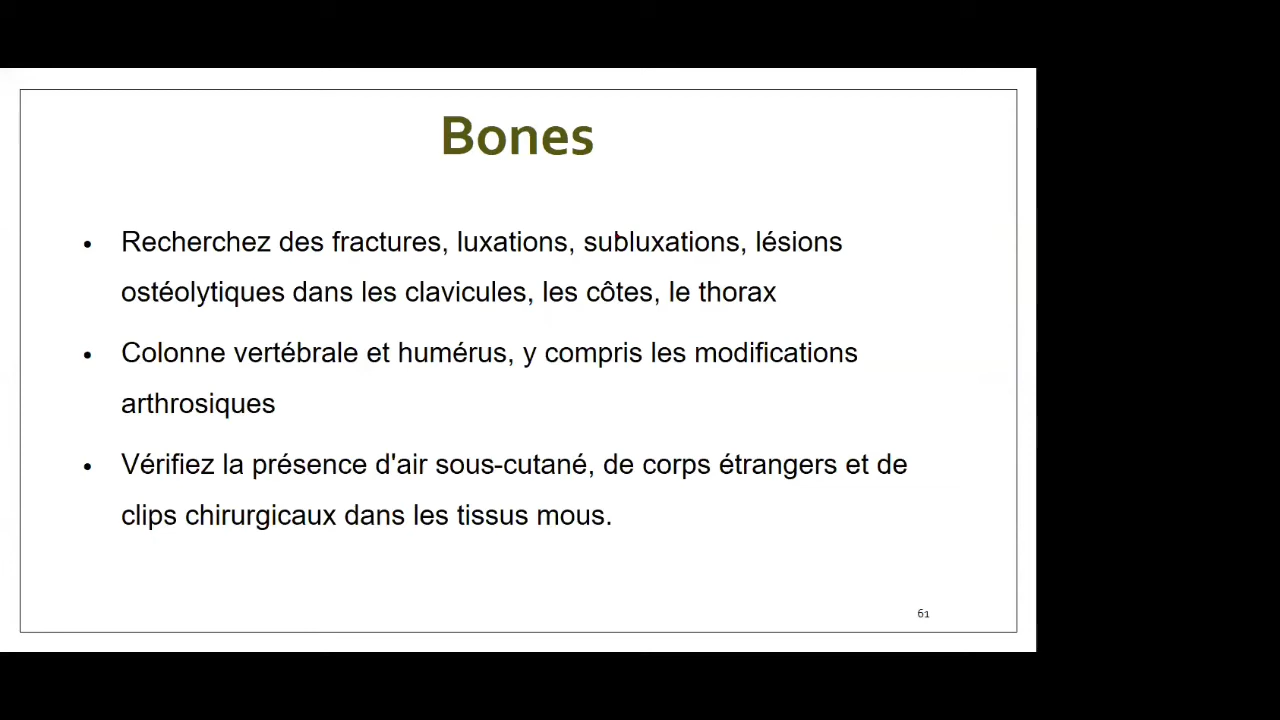 Bones
• Recherchez des fractures, luxations, subluxations, lésions
ostéolytiques dans les clavicules, les côtes, le thorax
• Colonne vertébrale et humérus, y compris les modifications
arthrosiques
• Vérifiez la présence d'air sous-cutané, de corps étrangers et de
clips chirurgicaux dans les tissus mous.
61